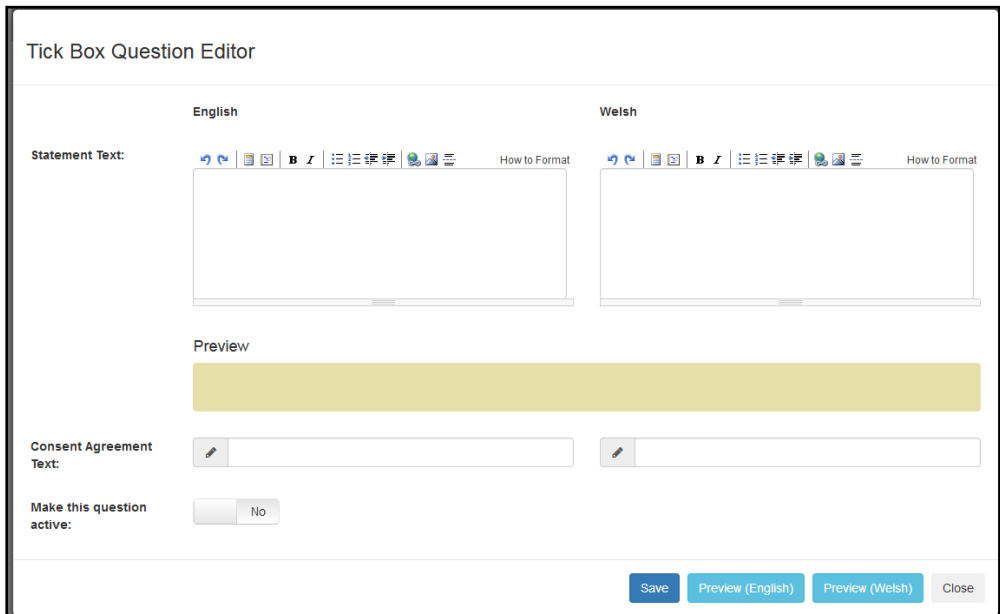 Tick Box Question Editor
English Welsh
Statement Text:
B I How to Format B I How to Format
Preview
Consent Agreement
Text:
Make this question
active:
No
Save Preview (English) Preview (Welsh) Close